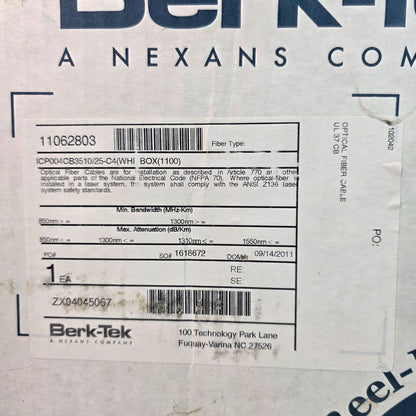 Berk-Tek
A NEXANS COM
11062803
Fiber Type:
ICP004CB3510/25-C4(WHI BOX(1100)
Optical Fiber Cables are for installation as described in Article 770 and other
applicable parts of the National Electrical Code (NFPA 70). Where optical-fiber is
installed in a laser system, the system shall comply with the ANSI Z136 laser
system safety standards.
Min. Bandwidth (MHz-Km)
850nm < = 1300nm > =
Max. Attenuation (dB/Km)
850nm < = 1300nm < = 1310nm < = 1550nm < =
PO# SO# 1618672 DOM# 09/14/2011
1 EA
RE
SE
ZX04045067
Berk-Tek
A NEXANS COMPANY
100 Technology Park Lane
Fuquay-Varina NC 27526
OPTICAL FIBER CABLE
UL 37 CB
1102042
PO:
eel-